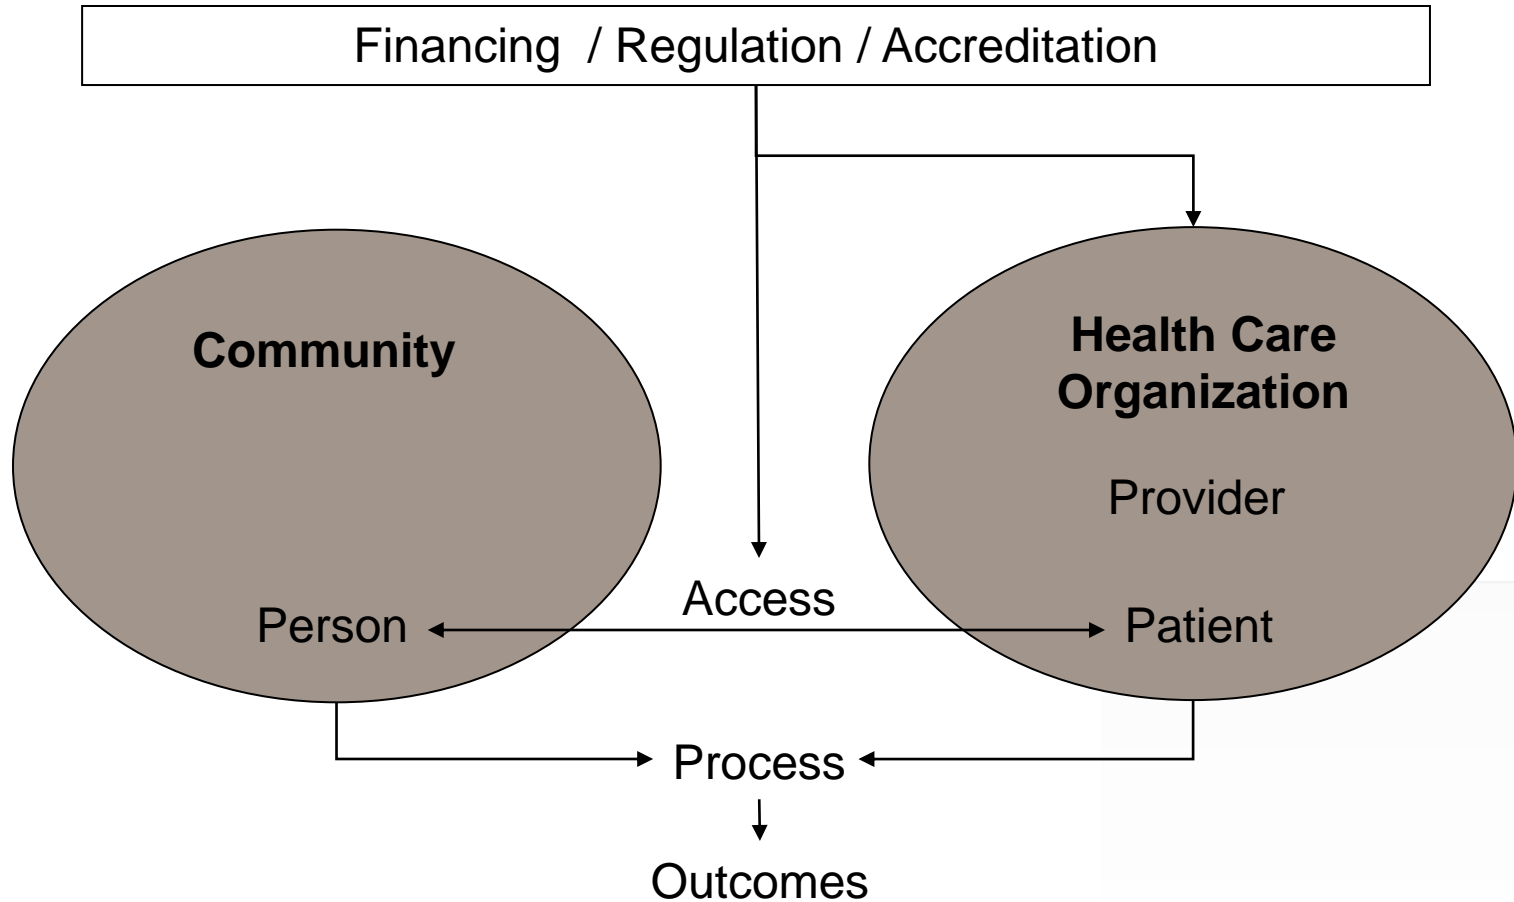 Financing / Regulation / Accreditation
Community
Health Care
Organization
Provider
Access
Person
Patient
Process
Outcomes